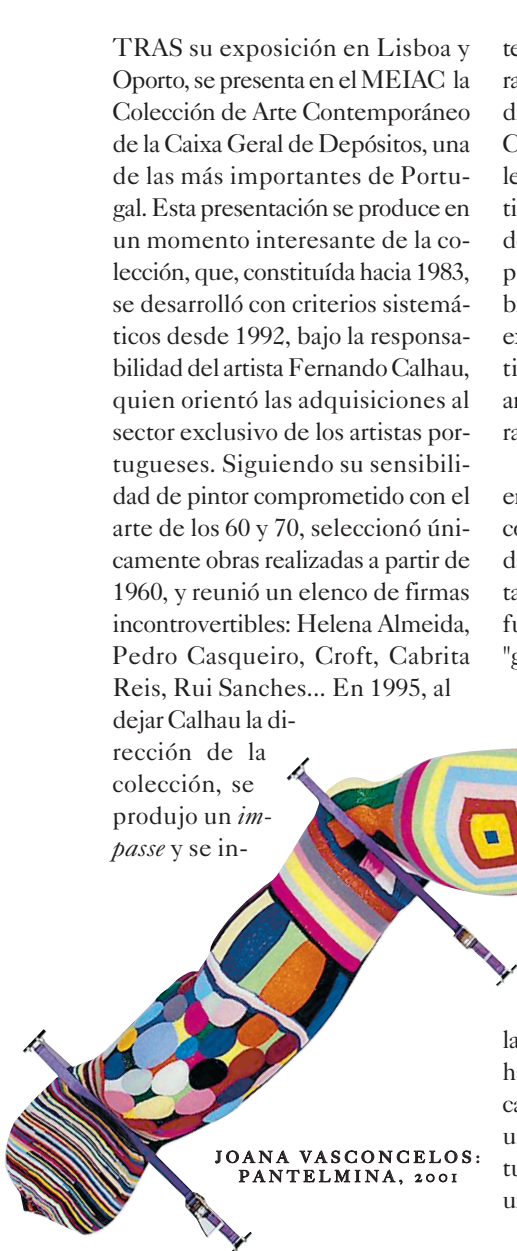 TRAS su exposición en Lisboa y
Oporto, se presenta en el MEIAC la
Colección de Arte Contemporáneo
de la Caixa Geral de Depósitos, una
de las más importantes de Portu-
gal. Esta presentación se produce en
un momento interesante de la co-
lección, que, constituída hacia 1983,
se desarrolló con criterios sistemá-
ticos desde 1992, bajo la responsa-
bilidad del artista Fernando Calhau,
quien orientó las adquisiciones al
sector exclusivo de los artistas por-
tugueses. Siguiendo su sensibili-
dad de pintor comprometido con el
arte de los 60 y 70, seleccionó úni-
camente obras realizadas a partir de
1960, y reunió un elenco de firmas
incontrovertibles: Helena Almeida,
Pedro Casqueiro, Croft, Cabrita
Reis, Rui Sanches... En 1995, al
dejar Calhau la di-
rección de la
colección, se
produjo un im-
passe y se in-
JOANA VASCONCELOS:
PANTELMINA, 2001